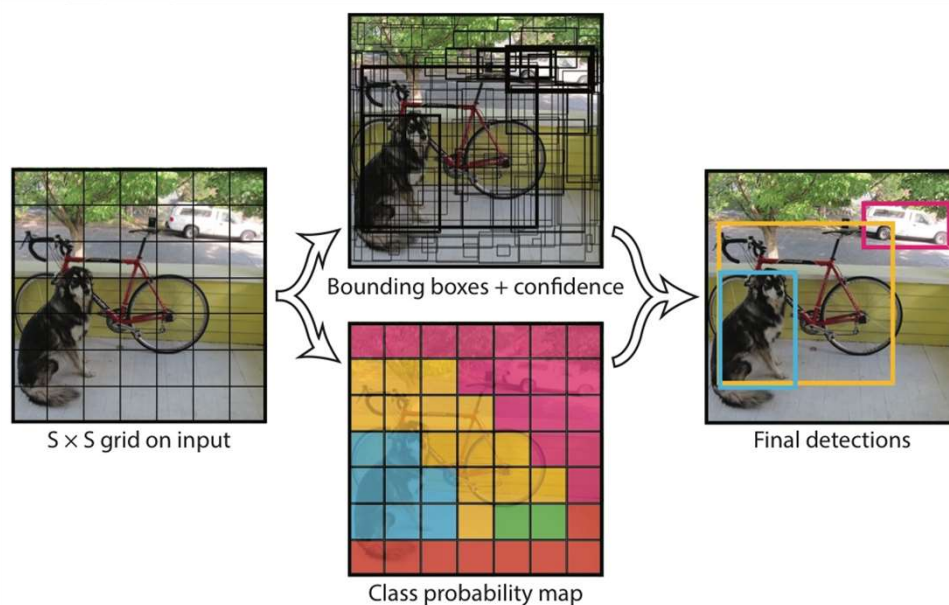 Bounding boxes + confidence
S × S grid on input
Final detections
Class probability map